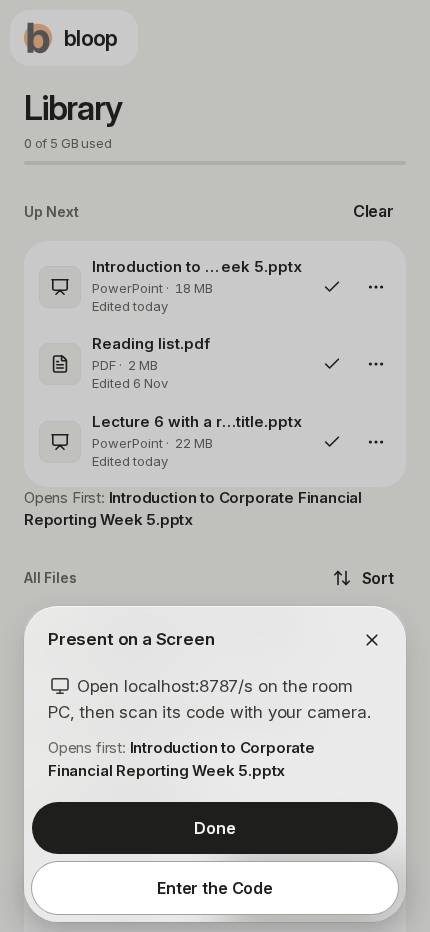 bloop
Library
0 of 5 GB used
Up Next
Clear
Introduction to … eek 5.pptx
PowerPoint · 18 MB
Edited today
Reading list.pdf
PDF · 2 MB
Edited 6 Nov
Lecture 6 with a r…title.pptx
PowerPoint · 22 MB
Edited today
Opens First: Introduction to Corporate Financial
Reporting Week 5.pptx
All Files
Sort
Present on a Screen
Open localhost:8787/s on the room
PC, then scan its code with your camera.
Opens first: Introduction to Corporate
Financial Reporting Week 5.pptx
Done
Enter the Code